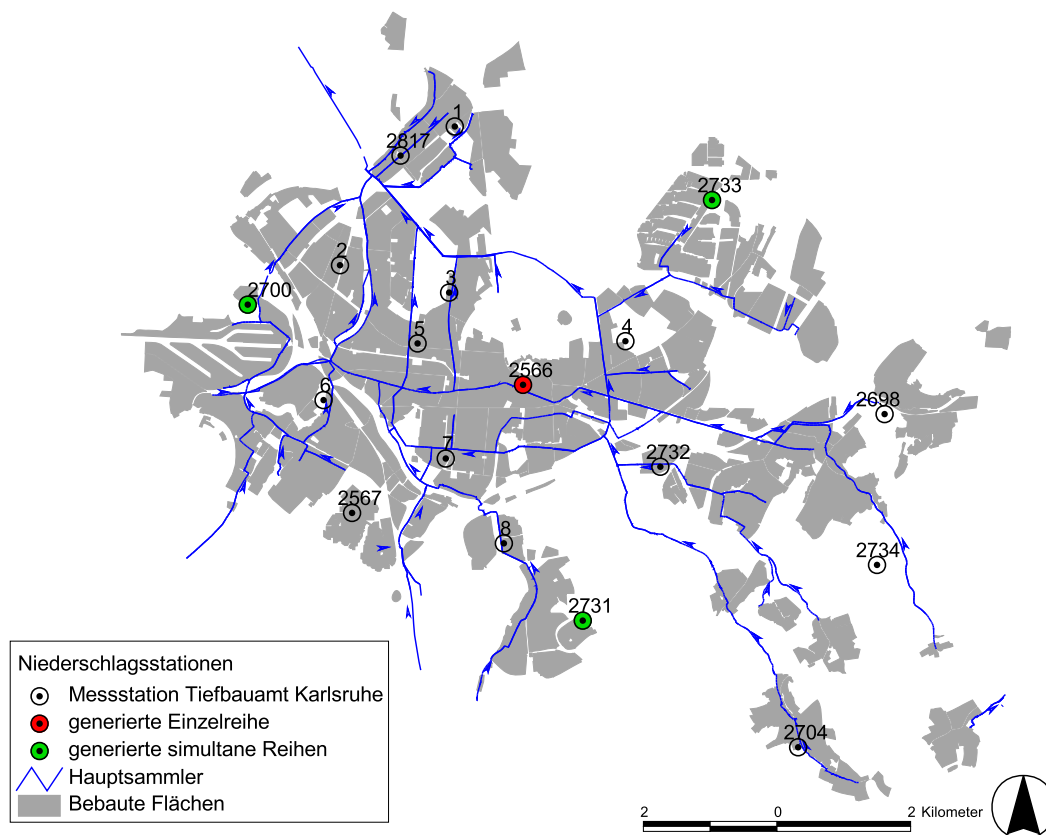 1
2817
2733
2
2700
3
5
4
2566
6
2698
7
2732
2567
8
2734
2731
2704
Niederschlagsstationen
Messstation Tiefbauamt Karlsruhe
generierte Einzelreihe
generierte simultane Reihen
Hauptsammler
Bebaute Flächen
2 0 2 Kilometer